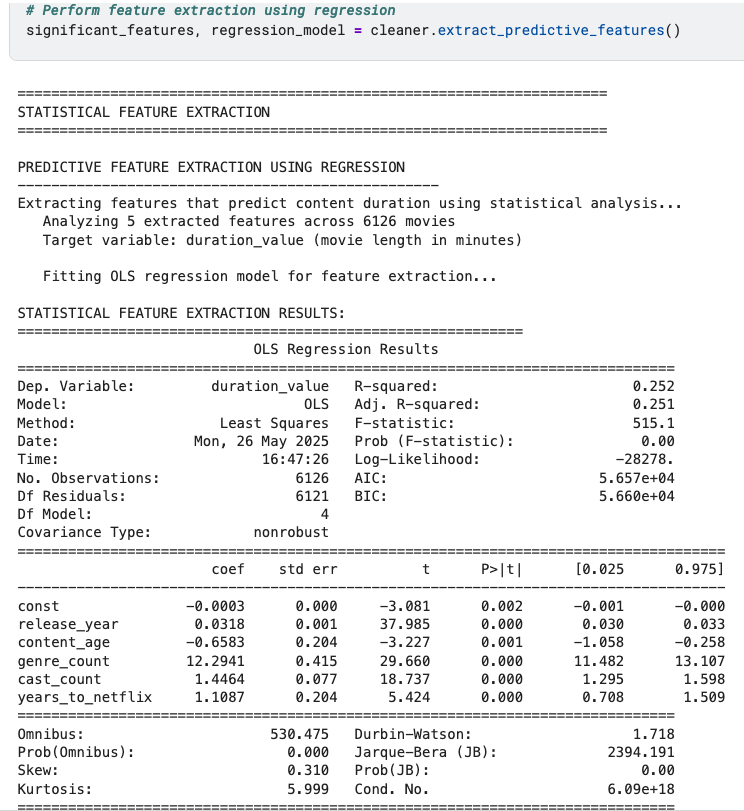 # Perform feature extraction using regression
significant_features, regression_model = cleaner.extract_predictive_features()
=======================================================================
STATISTICAL FEATURE EXTRACTION
=======================================================================
PREDICTIVE FEATURE EXTRACTION USING REGRESSION
--------------------------------------------------
Extracting features that predict content duration using statistical analysis...
Analyzing 5 extracted features across 6126 movies
Target variable: duration_value (movie length in minutes)
Fitting OLS regression model for feature extraction...
STATISTICAL FEATURE EXTRACTION RESULTS:
=============================================================
OLS Regression Results
==============================================================================
Dep. Variable: duration_value R-squared: 0.252
Model: OLS Adj. R-squared: 0.251
Method: Least Squares F-statistic: 515.1
Date: Mon, 26 May 2025 Prob (F-statistic): 0.00
Time: 16:47:26 Log-Likelihood: -28278.
No. Observations: 6126 AIC: 5.657e+04
Df Residuals: 6121 BIC: 5.660e+04
Df Model: 4
Covariance Type: nonrobust
====================================================================================
coef std err t P>|t| [0.025 0.975]
------------------------------------------------------------------------------------
const -0.0003 0.000 -3.081 0.002 -0.001 -0.000
release_year 0.0318 0.001 37.985 0.000 0.030 0.033
content_age -0.6583 0.204 -3.227 0.001 -1.058 -0.258
genre_count 12.2941 0.415 29.660 0.000 11.482 13.107
cast_count 1.4464 0.077 18.737 0.000 1.295 1.598
years_to_netflix 1.1087 0.204 5.424 0.000 0.708 1.509
==============================================================================
Omnibus: 530.475 Durbin-Watson: 1.718
Prob(Omnibus): 0.000 Jarque-Bera (JB): 2394.191
Skew: 0.310 Prob(JB): 0.00
Kurtosis: 5.999 Cond. No. 6.09e+18
==============================================================================